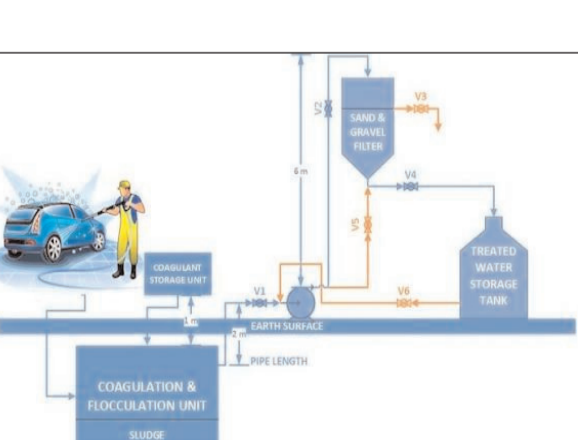 V3
V2
SAND &
GRAVEL
FILTER
6 m
V4
V5
TREATED
WATER
STORAGE
TANK
COAGULANT
STORAGE UNIT
V1
V6
1 m
EARTH SURFACE
2 m
PIPE LENGTH
COAGULATION &
FLOCCULATION UNIT
SLUDGE